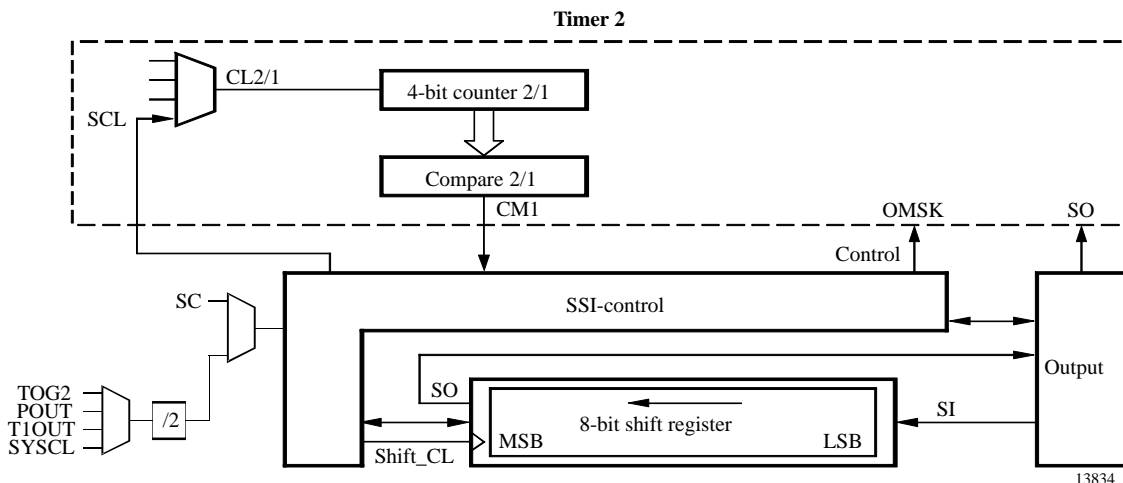 Timer 2
CL2/1
4-bit counter 2/1
SCL
Compare 2/1
CM1
OMSK
SO
Control
SC
SSI-control
TOG2
POUT
T1OUT
SYSCL
/2
SO
Output
8-bit shift register
SI
MSB
LSB
Shift_CL
13834